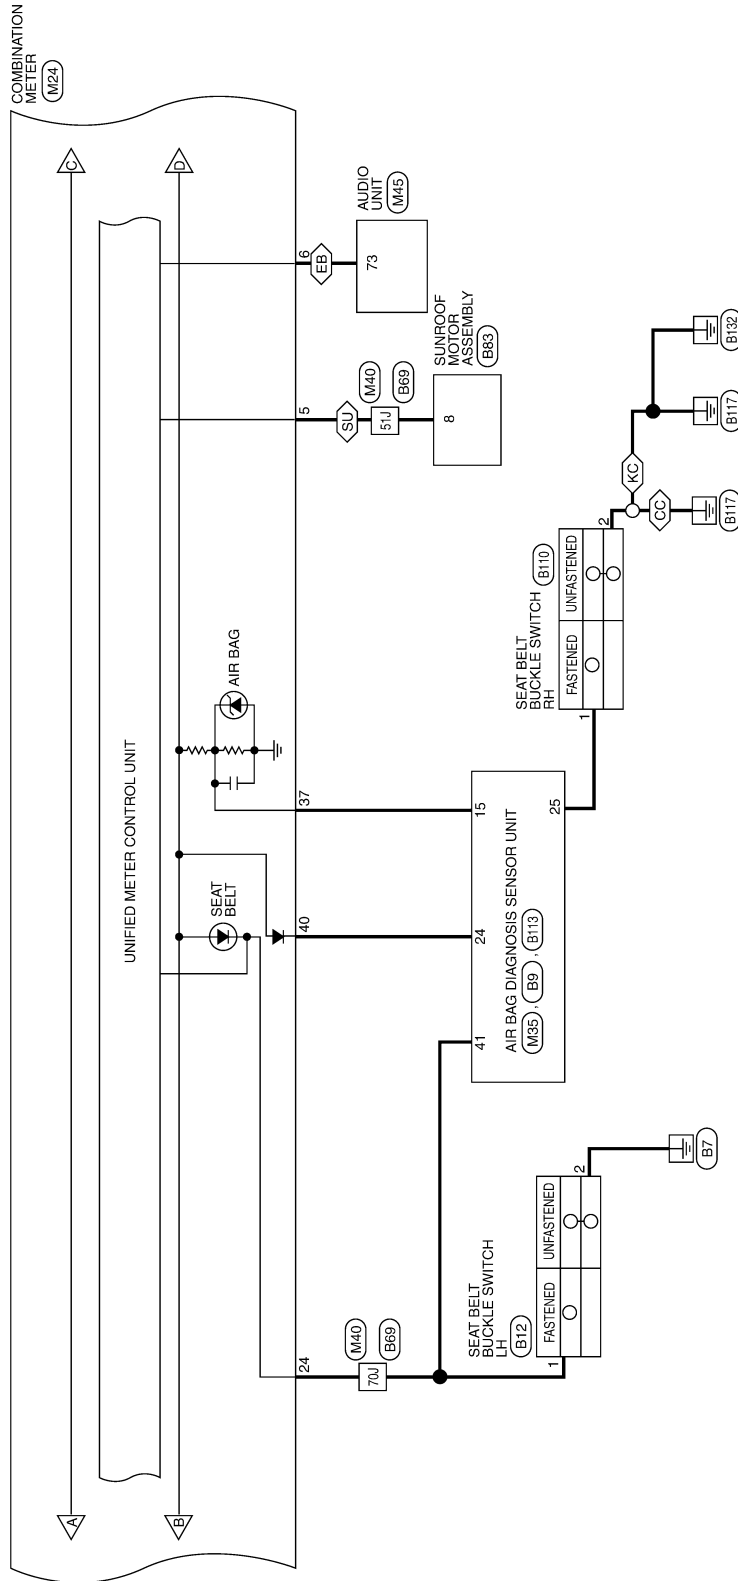 COMBINATION
METER
M24
A
C
UNIFIED METER CONTROL UNIT
B
D
SEAT
BELT
AIR BAG
24
40
37
5
6
SU
EB
M40
B69
70J
M40
B69
51J
AUDIO
UNIT
M45
73
SUNROOF
MOTOR
ASSEMBLY
B83
8
41
24
15
AIR BAG DIAGNOSIS SENSOR UNIT
M35 , B9 , B113
25
SEAT BELT
BUCKLE SWITCH
LH
B12
FASTENED
UNFASTENED
1
2
B7
SEAT BELT
BUCKLE SWITCH
RH
B110
FASTENED
UNFASTENED
1
2
KC
CC
B117
B117
B132